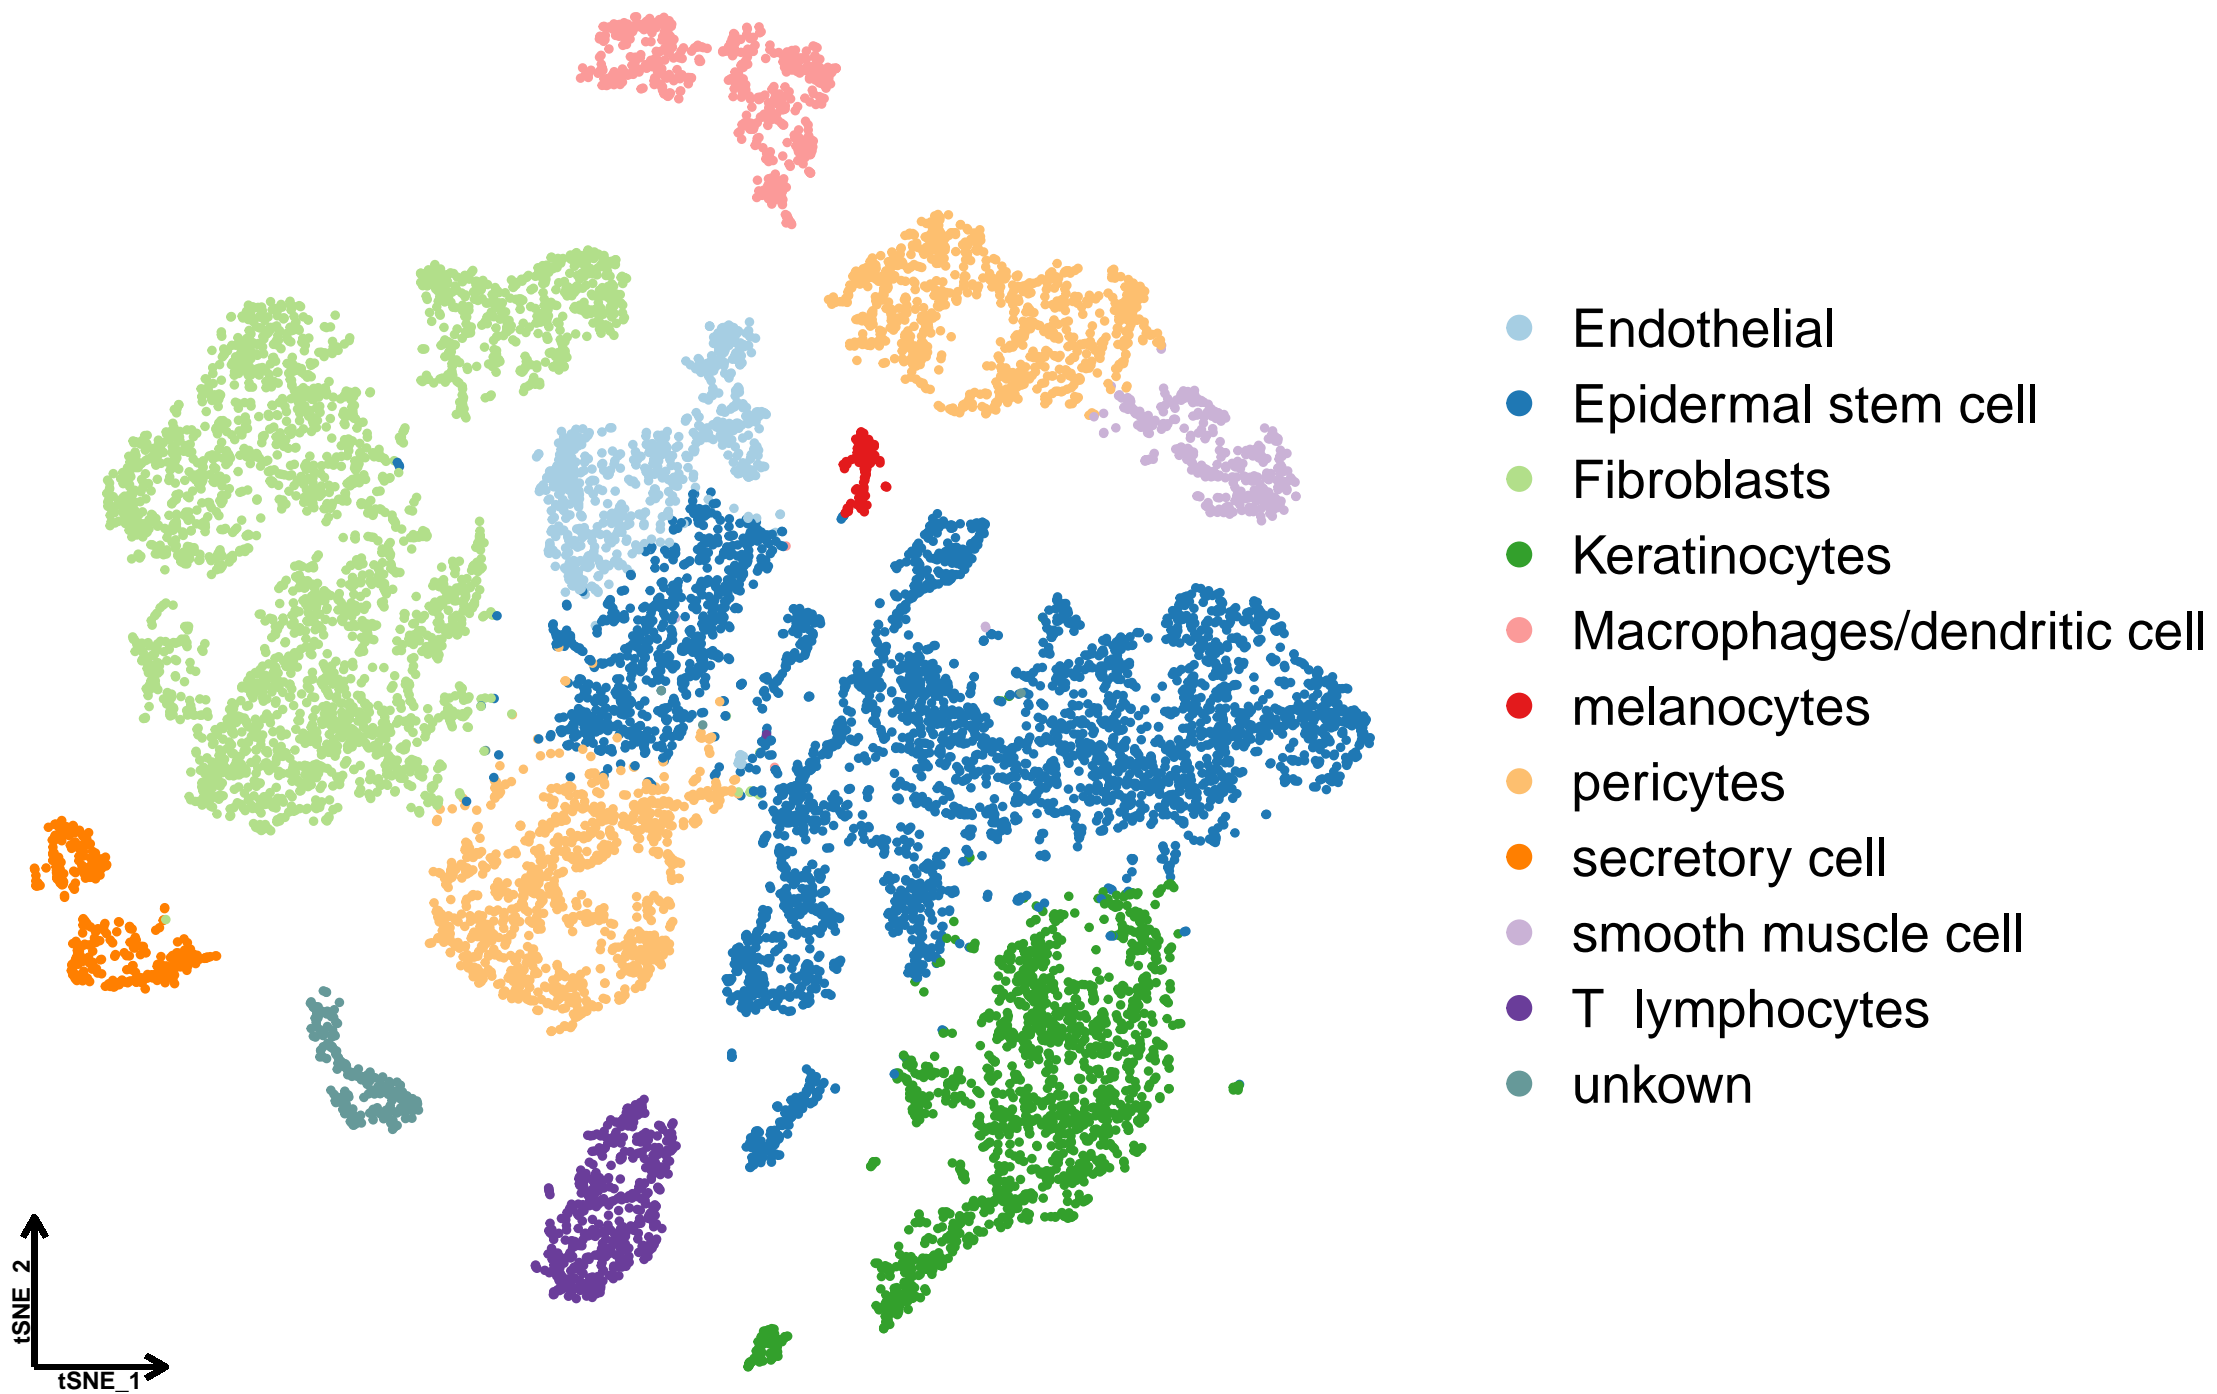 Endothelial
Epidermal stem cell
Fibroblasts
Keratinocytes
Macrophages/dendritic cell
melanocytes
pericytes
secretory cell
smooth muscle cell
T  lymphocytes
unkown
tSNE_2
tSNE_1